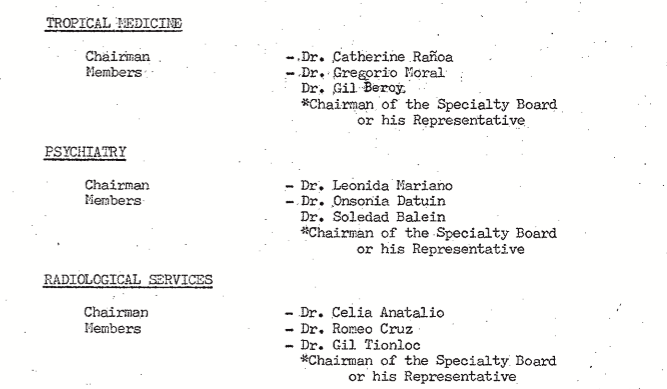 TROPICAL MEDICINE
Chairman - Dr. Catherine Rañoa
Members - Dr. Gregorio Moral
Dr. Gil Beroy
*Chairman of the Specialty Board
or his Representative
PSYCHIATRY
Chairman - Dr. Leonida Mariano
Members - Dr. Onsonia Datuin
Dr. Soledad Balein
*Chairman of the Specialty Board
or his Representative
RADIOLOGICAL SERVICES
Chairman - Dr. Celia Anatalio
Members - Dr. Romeo Cruz
- Dr. Gil Tionloc
*Chairman of the Specialty Board
or his Representative